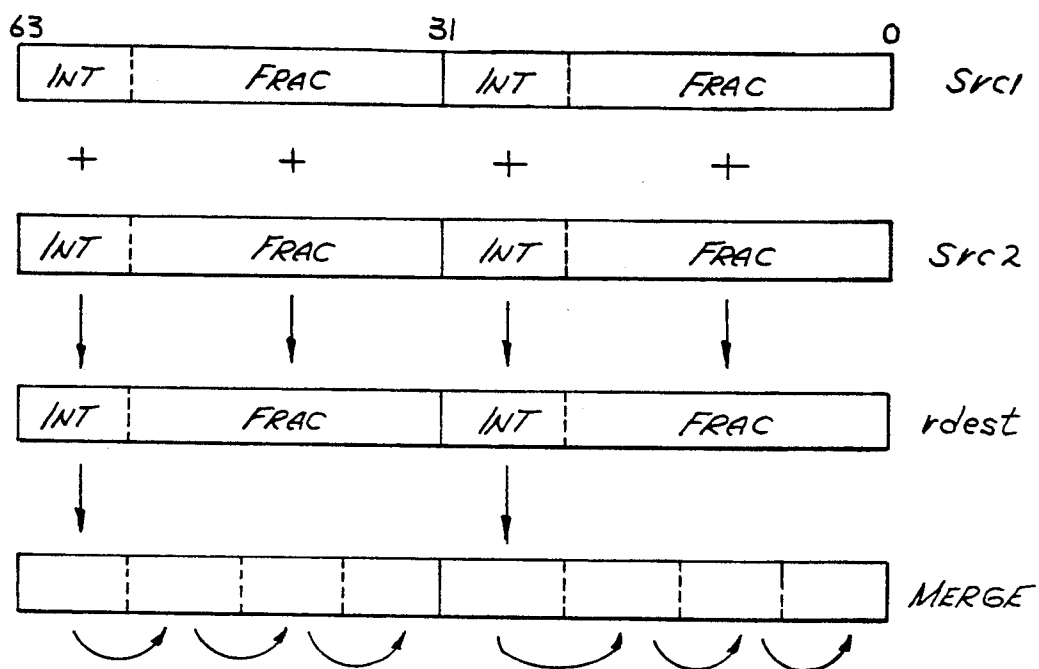 63 31 0
INT FRAC INT FRAC Src1
+ + + +
INT FRAC INT FRAC Src2
INT FRAC INT FRAC rdest
MERGE